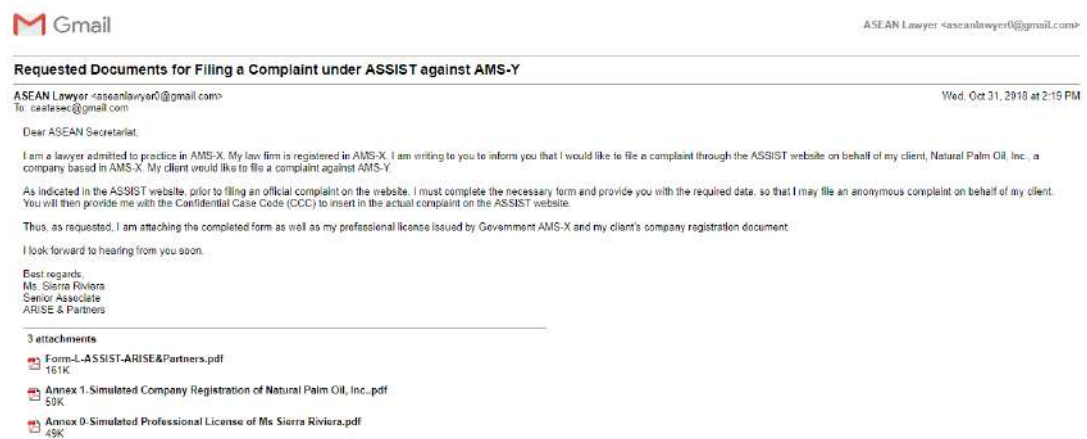 Gmail
ASEAN Lawyer <aseanlawyer0@gmail.com>
Requested Documents for Filing a Complaint under ASSIST against AMS-Y
ASEAN Lawyer <aseanlawyer0@gmail.com>
Wed, Oct 31, 2018 at 2:19 PM
To: caatasec@gmail.com
Dear ASEAN Secretariat,
I am a lawyer admitted to practice in AMS-X. My law firm is registered in AMS-X. I am writing to you to inform you that I would like to file a complaint through the ASSIST website on behalf of my client, Natural Palm Oil, Inc., a
company based in AMS-X. My client would like to file a complaint against AMS-Y.
As indicated in the ASSIST website, prior to filing an official complaint on the website, I must complete the necessary form and provide you with the required data, so that I may file an anonymous complaint on behalf of my client.
You will then provide me with the Confidential Case Code (CCC) to insert in the actual complaint on the ASSIST website.
Thus, as requested, I am attaching the completed form as well as my professional license issued by Government AMS-X and my client's company registration document.
I look forward to hearing from you soon.
Best regards,
Ms. Sierra Riviera
Senior Associate
ARISE & Partners
3 attachments
Form-L-ASSIST-ARISE&Partners.pdf
161K
Annex 1-Simulated Company Registration of Natural Palm Oil, Inc..pdf
50K
Annex 0-Simulated Professional License of Ms Sierra Riviera.pdf
49K